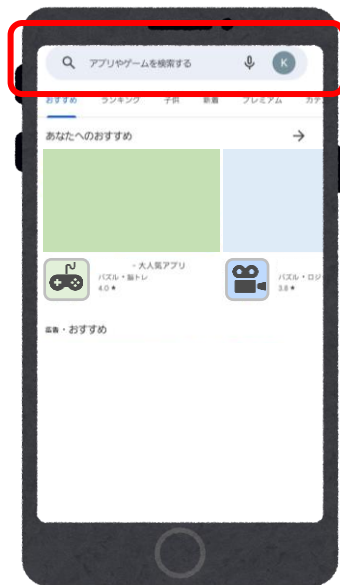 アプリやゲームを検索する K
おすすめ ランキング 子供 新着 プレミアム カテ
あなたへのおすすめ →
- 大人気アプリ
パズル・脳トレ パズル・ロジ
4.0★ 3.8★
広告・おすすめ